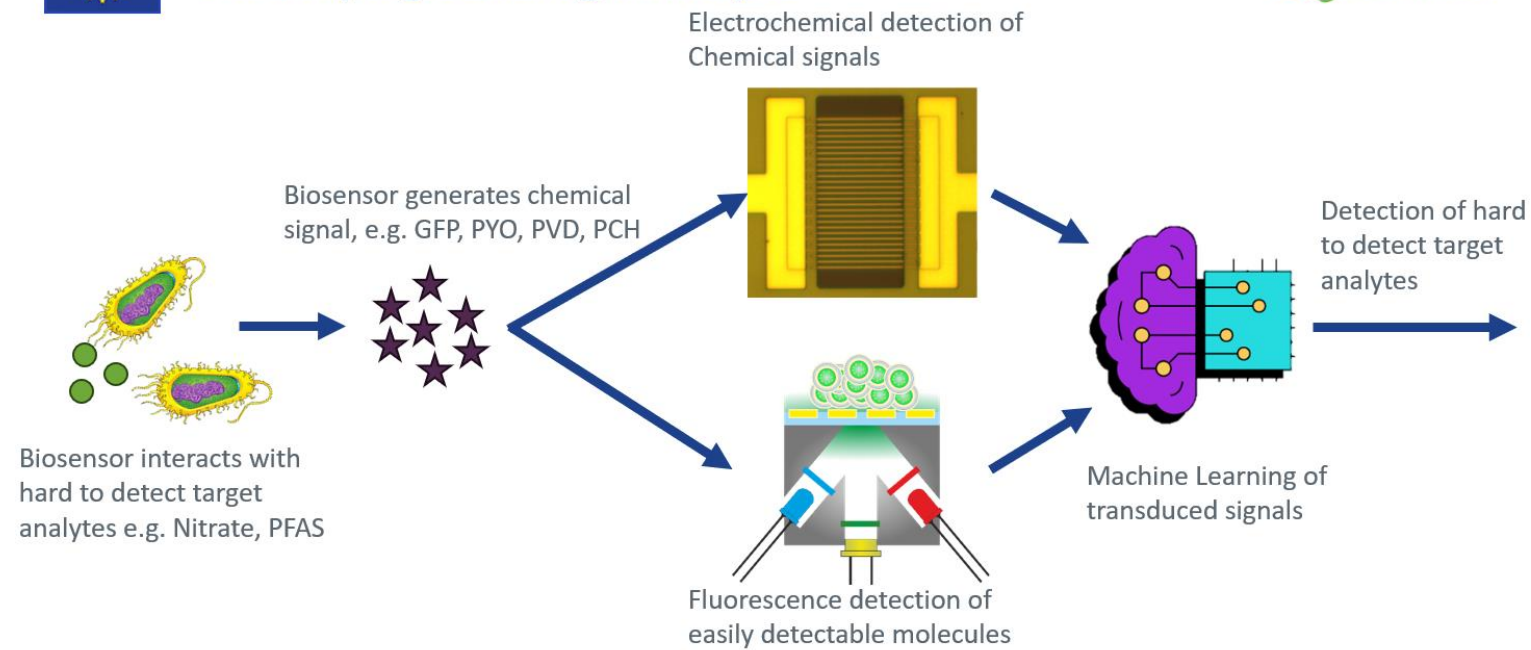 Electrochemical detection of
Chemical signals
Biosensor generates chemical
signal, e.g. GFP, PYO, PVD, PCH
Detection of hard
to detect target
analytes
Biosensor interacts with
hard to detect target
analytes e.g. Nitrate, PFAS
Machine Learning of
transduced signals
Fluorescence detection of
easily detectable molecules